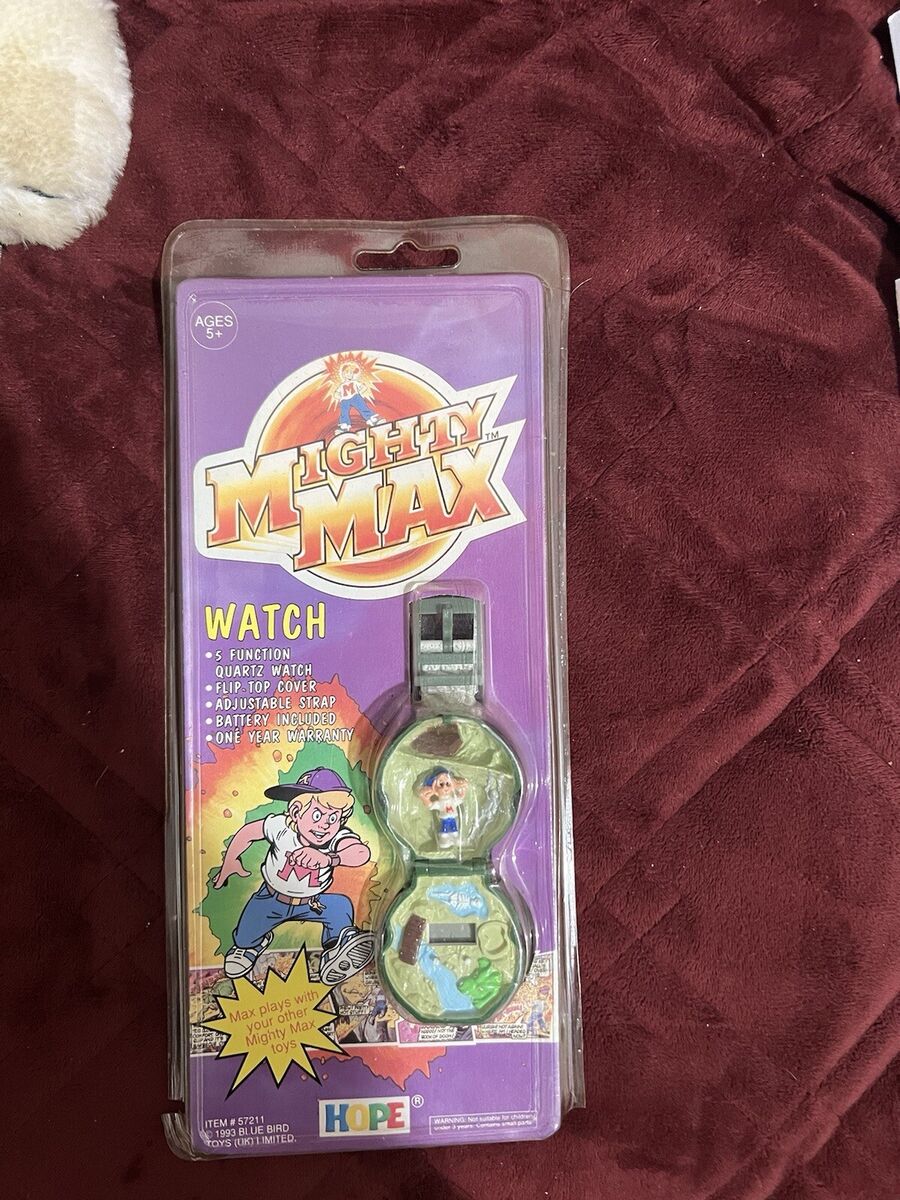 AGES
5+
MIGHTY
MAX™
WATCH
• 5 FUNCTION
QUARTZ WATCH
• FLIP-TOP COVER
• ADJUSTABLE STRAP
• BATTERY INCLUDED
• ONE YEAR WARRANTY
M
M
Max plays with
your other
Mighty Max
toys
HOPE®
ITEM # 57211
© 1993 BLUE BIRD
TOYS (UK) LIMITED.
WARNING: Not suitable for children
under 3 years. Contains small parts